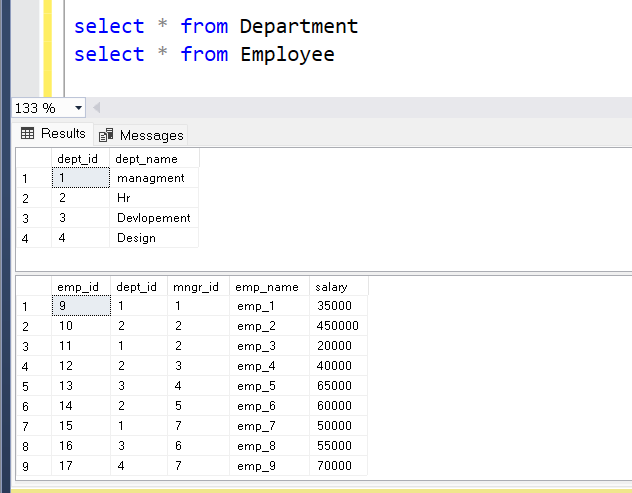 select * from Department
select * from Employee
133 %
Results Messages
dept_id dept_name
1 1 managment
2 2 Hr
3 3 Devlopement
4 4 Design
emp_id dept_id mngr_id emp_name salary
1 9 1 1 emp_1 35000
2 10 2 2 emp_2 450000
3 11 1 2 emp_3 20000
4 12 2 3 emp_4 40000
5 13 3 4 emp_5 65000
6 14 2 5 emp_6 60000
7 15 1 7 emp_7 50000
8 16 3 6 emp_8 55000
9 17 4 7 emp_9 70000